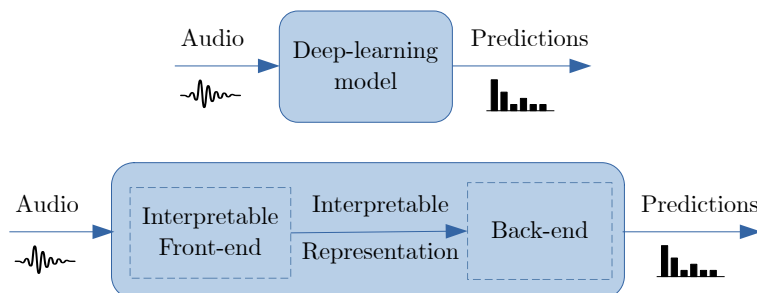 Audio
Deep-learning
model
Predictions
Audio
Interpretable
Front-end
Interpretable
Representation
Back-end
Predictions